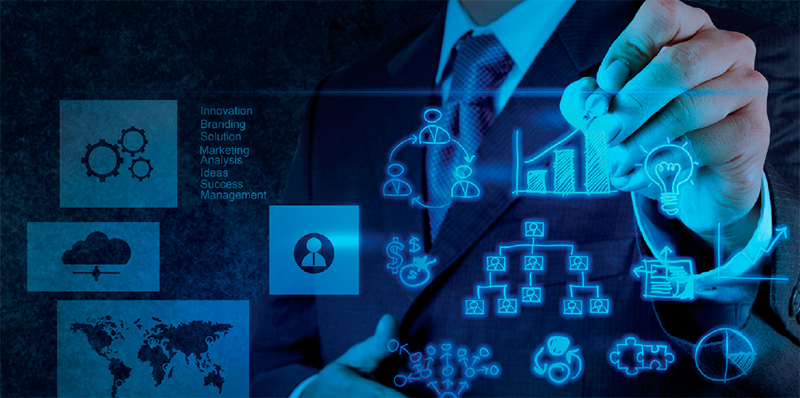 Innovation
Branding
Solution
Marketing
Analysis
Ideas
Success
Management
$
$